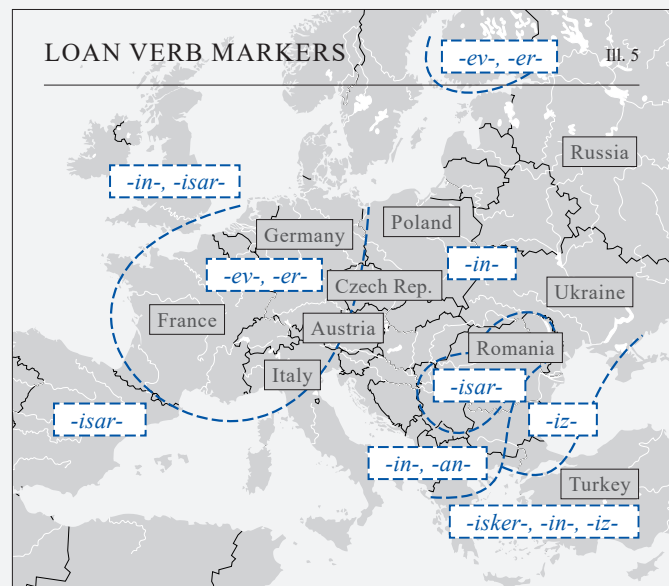 LOAN VERB MARKERS
Ill. 5
-ev-, -er-
Russia
-in-, -isar-
Poland
Germany
-ev-, -er-
-in-
Czech Rep.
Ukraine
France
Austria
Romania
Italy
-isar-
-isar-
-iz-
-in-, -an-
Turkey
-isker-, -in-, -iz-